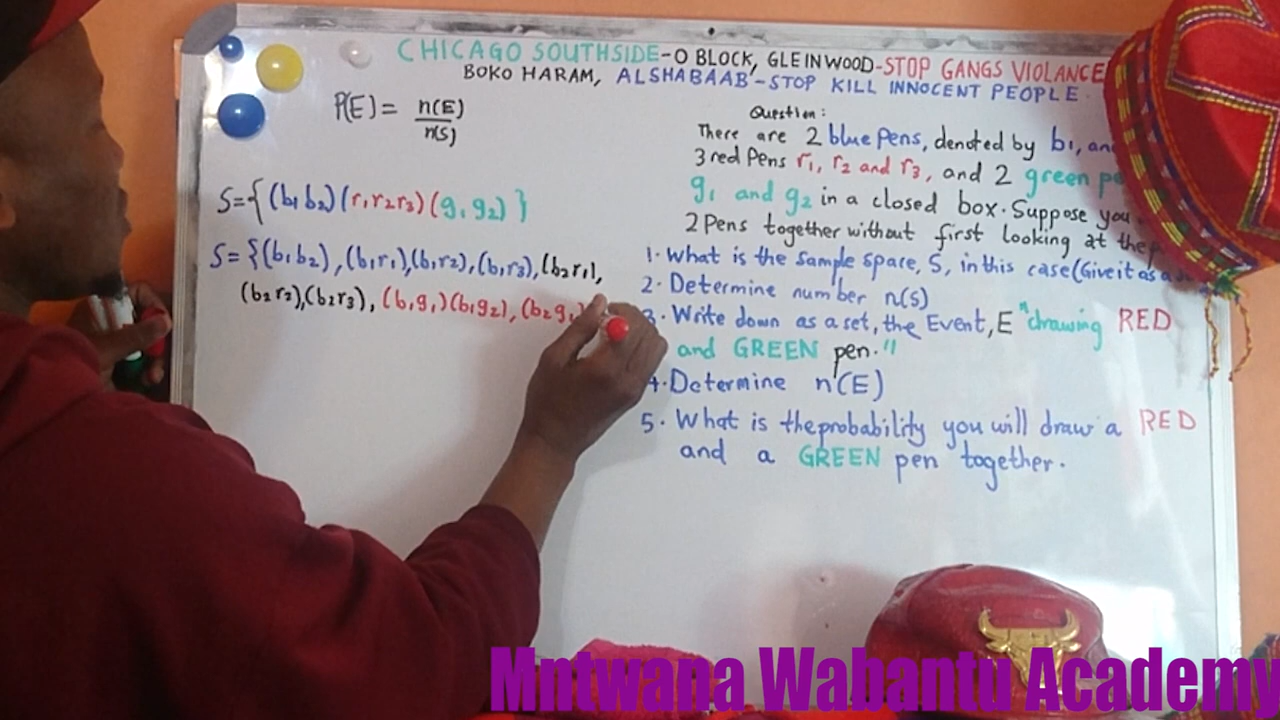 CHICAGO SOUTHSIDE-O BLOCK, GLEINWOOD-STOP GANGS VIOLANCE
BOKO HARAM, ALSHABAAB-STOP KILL INNOCENT PEOPLE
P(E) = n(E)
n(S)
S={(b₁b₂)(r₁r₂r₃)(g₁g₂)}
S={(b₁b₂),(b₁r₁),(b₁r₂),(b₁r₃),(b₂r₁),
(b₂r₂),(b₂r₃),(b₁g₁)(b₁g₂),(b₂g₁)
Question:
There are 2 blue Pens, denoted by b₁, an
3 red Pens r₁, r₂ and r₃, and 2 green pe
g₁ and g₂ in a closed box. Suppose you
2 Pens together without first looking at the
1. What is the Sample space, S, in this case(Give it as a
2. Determine number n(s)
3. Write down as a set, the Event, E "drawing RED
and GREEN pen."
4. Determine n(E)
5. What is the probability you will draw a RED
and a GREEN pen together.
Mntwana Wabantu Academy